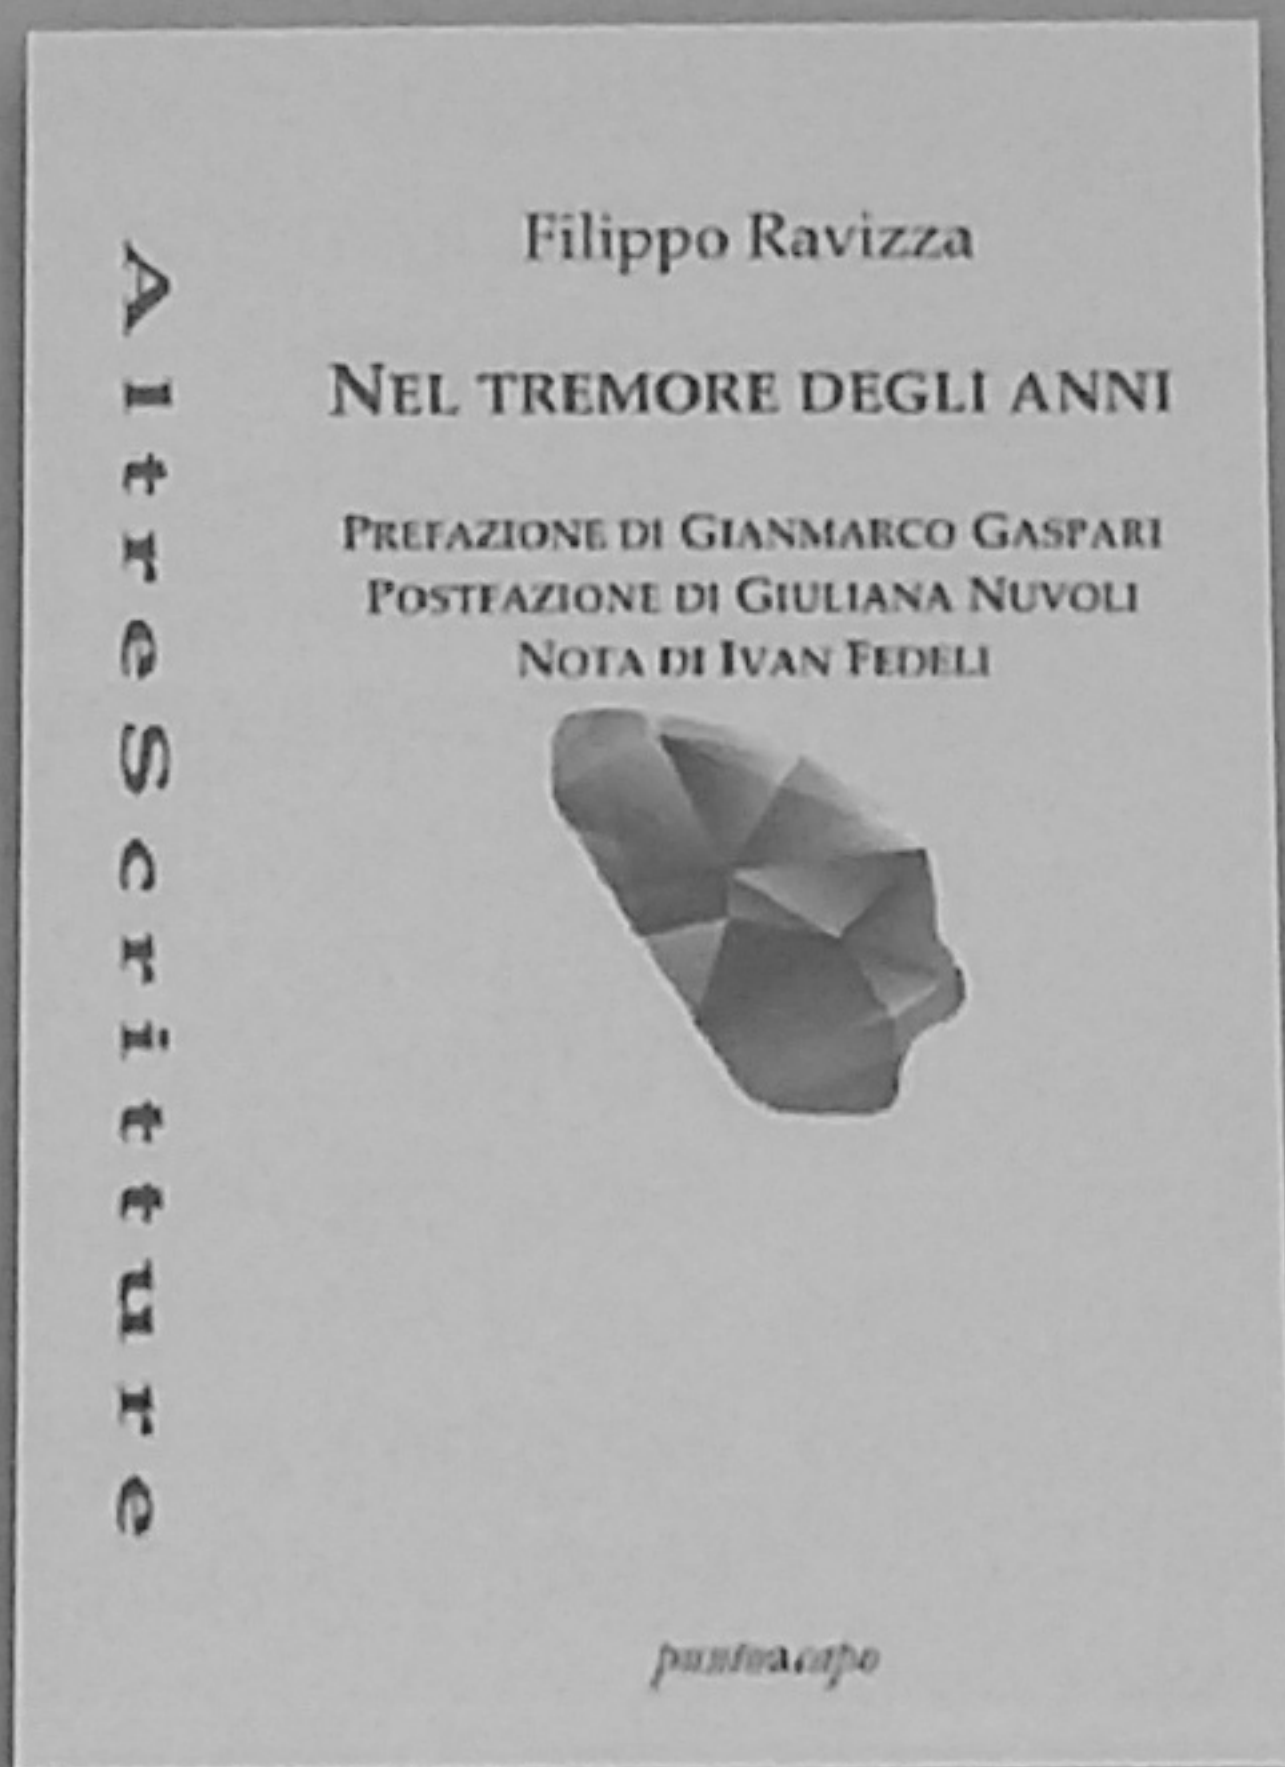 Filippo Ravizza
NEL TREMORE DEGLI ANNI
PREFAZIONE DI GIANMARCO GASPARI
POSTFAZIONE DI GIULIANA NUVOLI
NOTA DI IVAN FEDELI
AltreScritture
puntoacapo